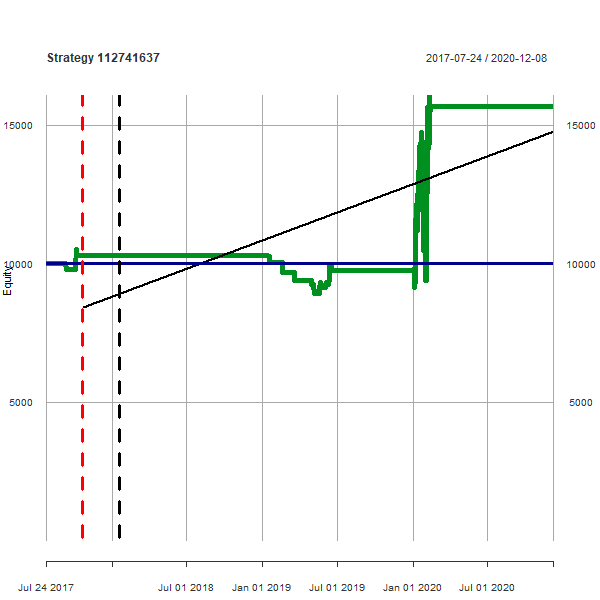 Strategy 112741637
2017-07-24 / 2020-12-08
15000 15000
10000 10000
Equity
5000 5000
Jul 24 2017 Jul 01 2018 Jan 01 2019 Jul 01 2019 Jan 01 2020 Jul 01 2020